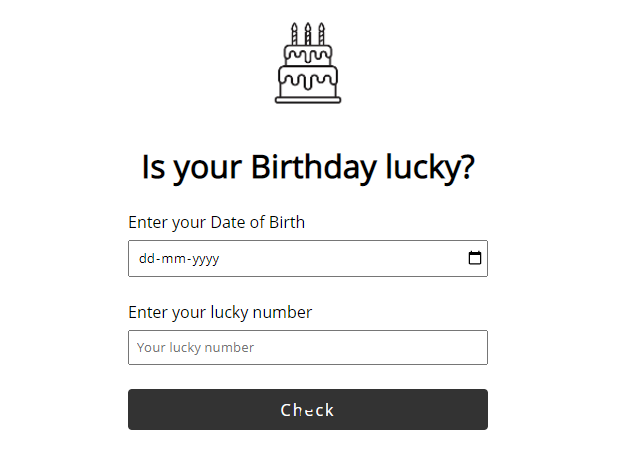 Is your Birthday lucky?
Enter your Date of Birth
dd-mm-yyyy
Enter your lucky number
Your lucky number
Check